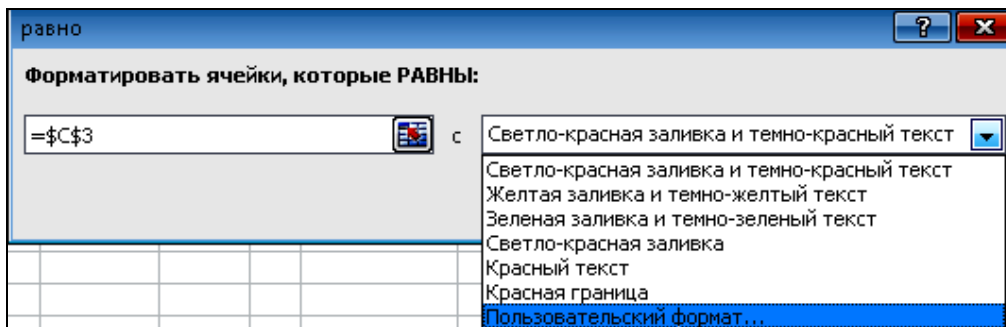 равно
Форматировать ячейки, которые РАВНЫ:
=$C$3 с Светло-красная заливка и темно-красный текст
Светло-красная заливка и темно-красный текст
Желтая заливка и темно-желтый текст
Зеленая заливка и темно-зеленый текст
Светло-красная заливка
Красный текст
Красная граница
Пользовательский формат...